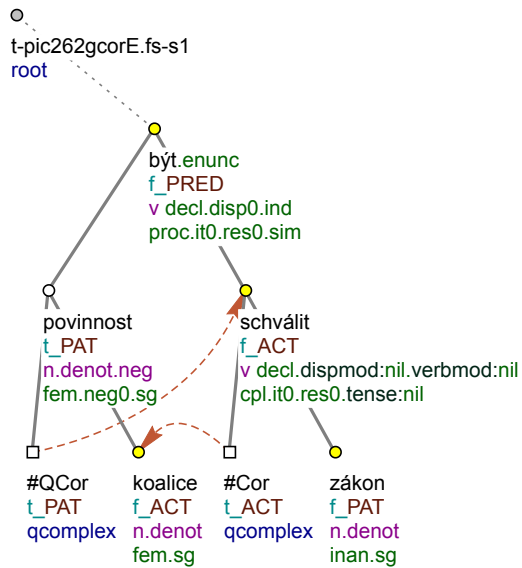 t-pic262gcorE.fs-s1
root
být.enunc
f_PRED
v decl.disp0.ind
proc.it0.res0.sim
povinnost
t_PAT
n.denot.neg
fem.neg0.sg
schválit
f_ACT
v decl.dispmod:nil.verbmod:nil
cpl.it0.res0.tense:nil
#QCor
t_PAT
qcomplex
koalice
f_ACT
n.denot
fem.sg
#Cor
t_ACT
qcomplex
zákon
f_PAT
n.denot
inan.sg